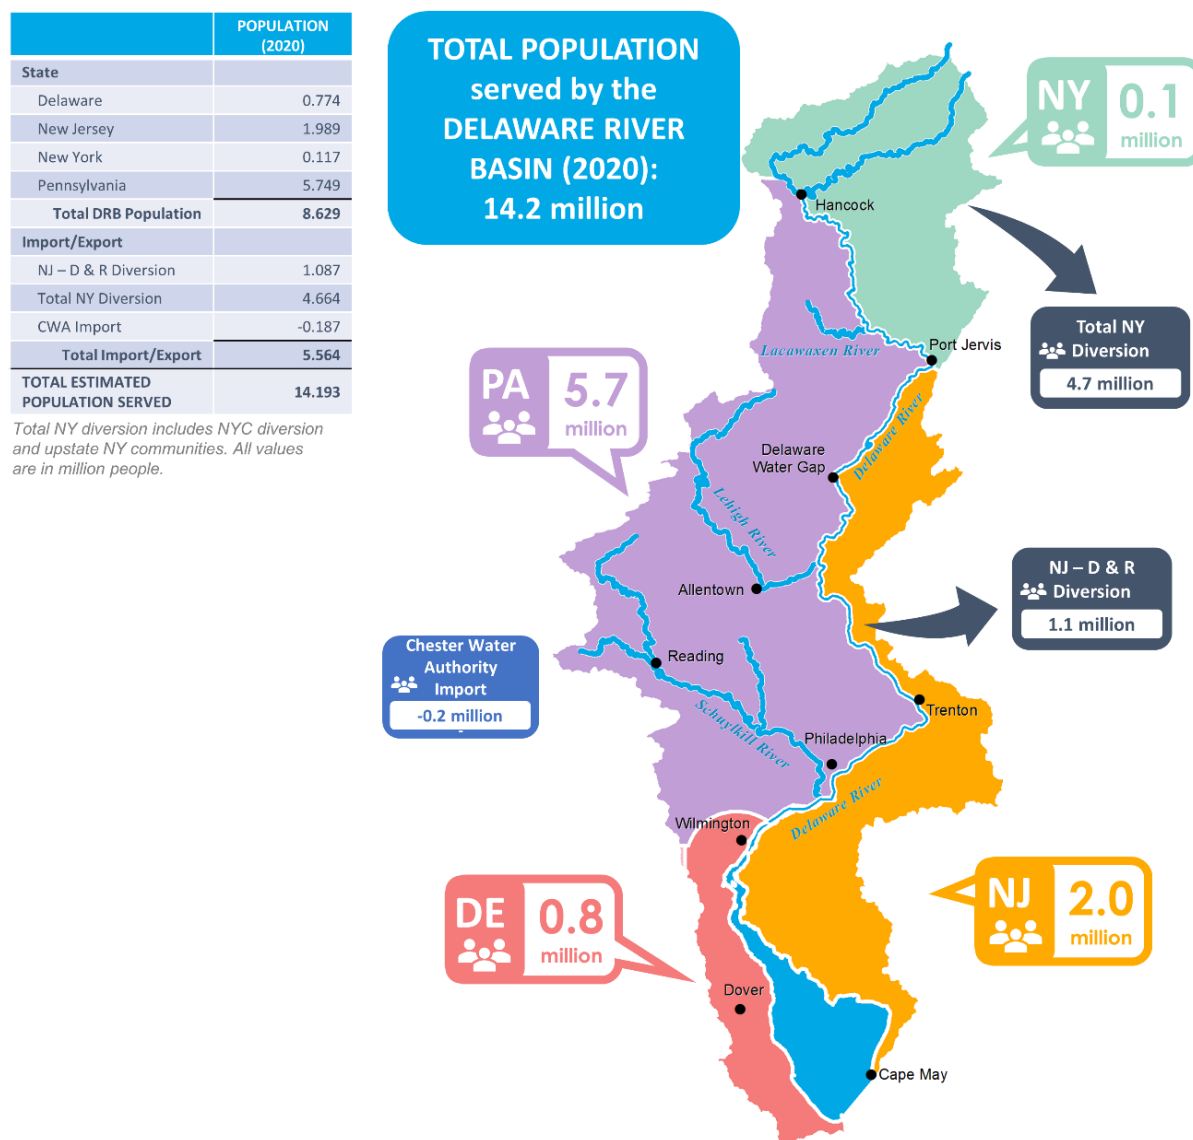 POPULATION
(2020)
State
Delaware 0.774
New Jersey 1.989
New York 0.117
Pennsylvania 5.749
Total DRB Population 8.629
Import/Export
NJ – D & R Diversion 1.087
Total NY Diversion 4.664
CWA Import -0.187
Total Import/Export 5.564
TOTAL ESTIMATED
POPULATION SERVED 14.193
Total NY diversion includes NYC diversion
and upstate NY communities. All values
are in million people.
TOTAL POPULATION
served by the
DELAWARE RIVER
BASIN (2020):
14.2 million
NY 0.1
million
Hancock
Total NY
Diversion
4.7 million
Port Jervis
Lacawaxen River
PA 5.7
million
Delaware River
Delaware
Water Gap
Lehigh River
Allentown
NJ – D & R
Diversion
1.1 million
Chester Water
Authority
Import
-0.2 million
-
Reading
Schuylkill River
Trenton
Philadelphia
Delaware River
Wilmington
DE 0.8
million
NJ 2.0
million
Dover
Cape May